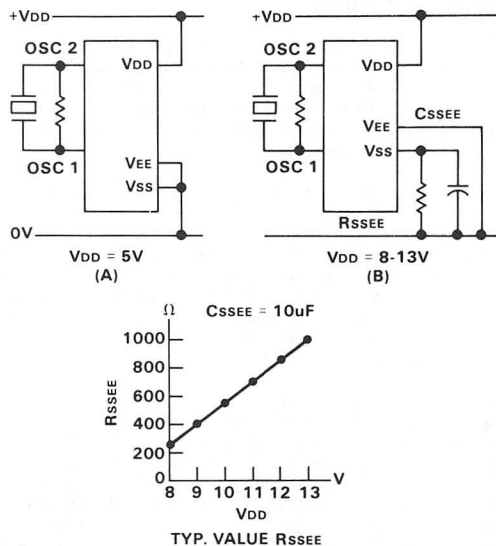 +VDD
OSC 2
VDD
OSC 1
VEE
VSS
0V
VDD = 5V
(A)
+VDD
OSC 2
VDD
CSSEE
VEE
OSC 1
VSS
RSSEE
VDD = 8-13V
(B)
Ω
CSSEE = 10uF
1000
800
600
400
200
0
RSSEE
8 9 10 11 12 13
V
VDD
TYP. VALUE RSSEE